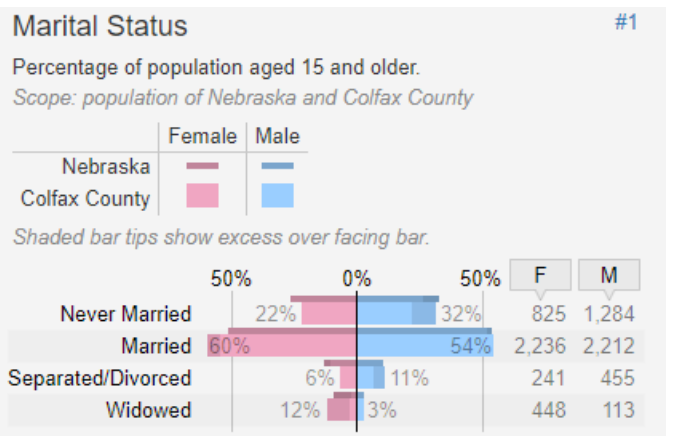 Marital Status #1
Percentage of population aged 15 and older.
Scope: population of Nebraska and Colfax County
Female Male
Nebraska
Colfax County
Shaded bar tips show excess over facing bar.
50% 0% 50% F M
Never Married 22% 32% 825 1,284
Married 60% 54% 2,236 2,212
Separated/Divorced 6% 11% 241 455
Widowed 12% 3% 448 113